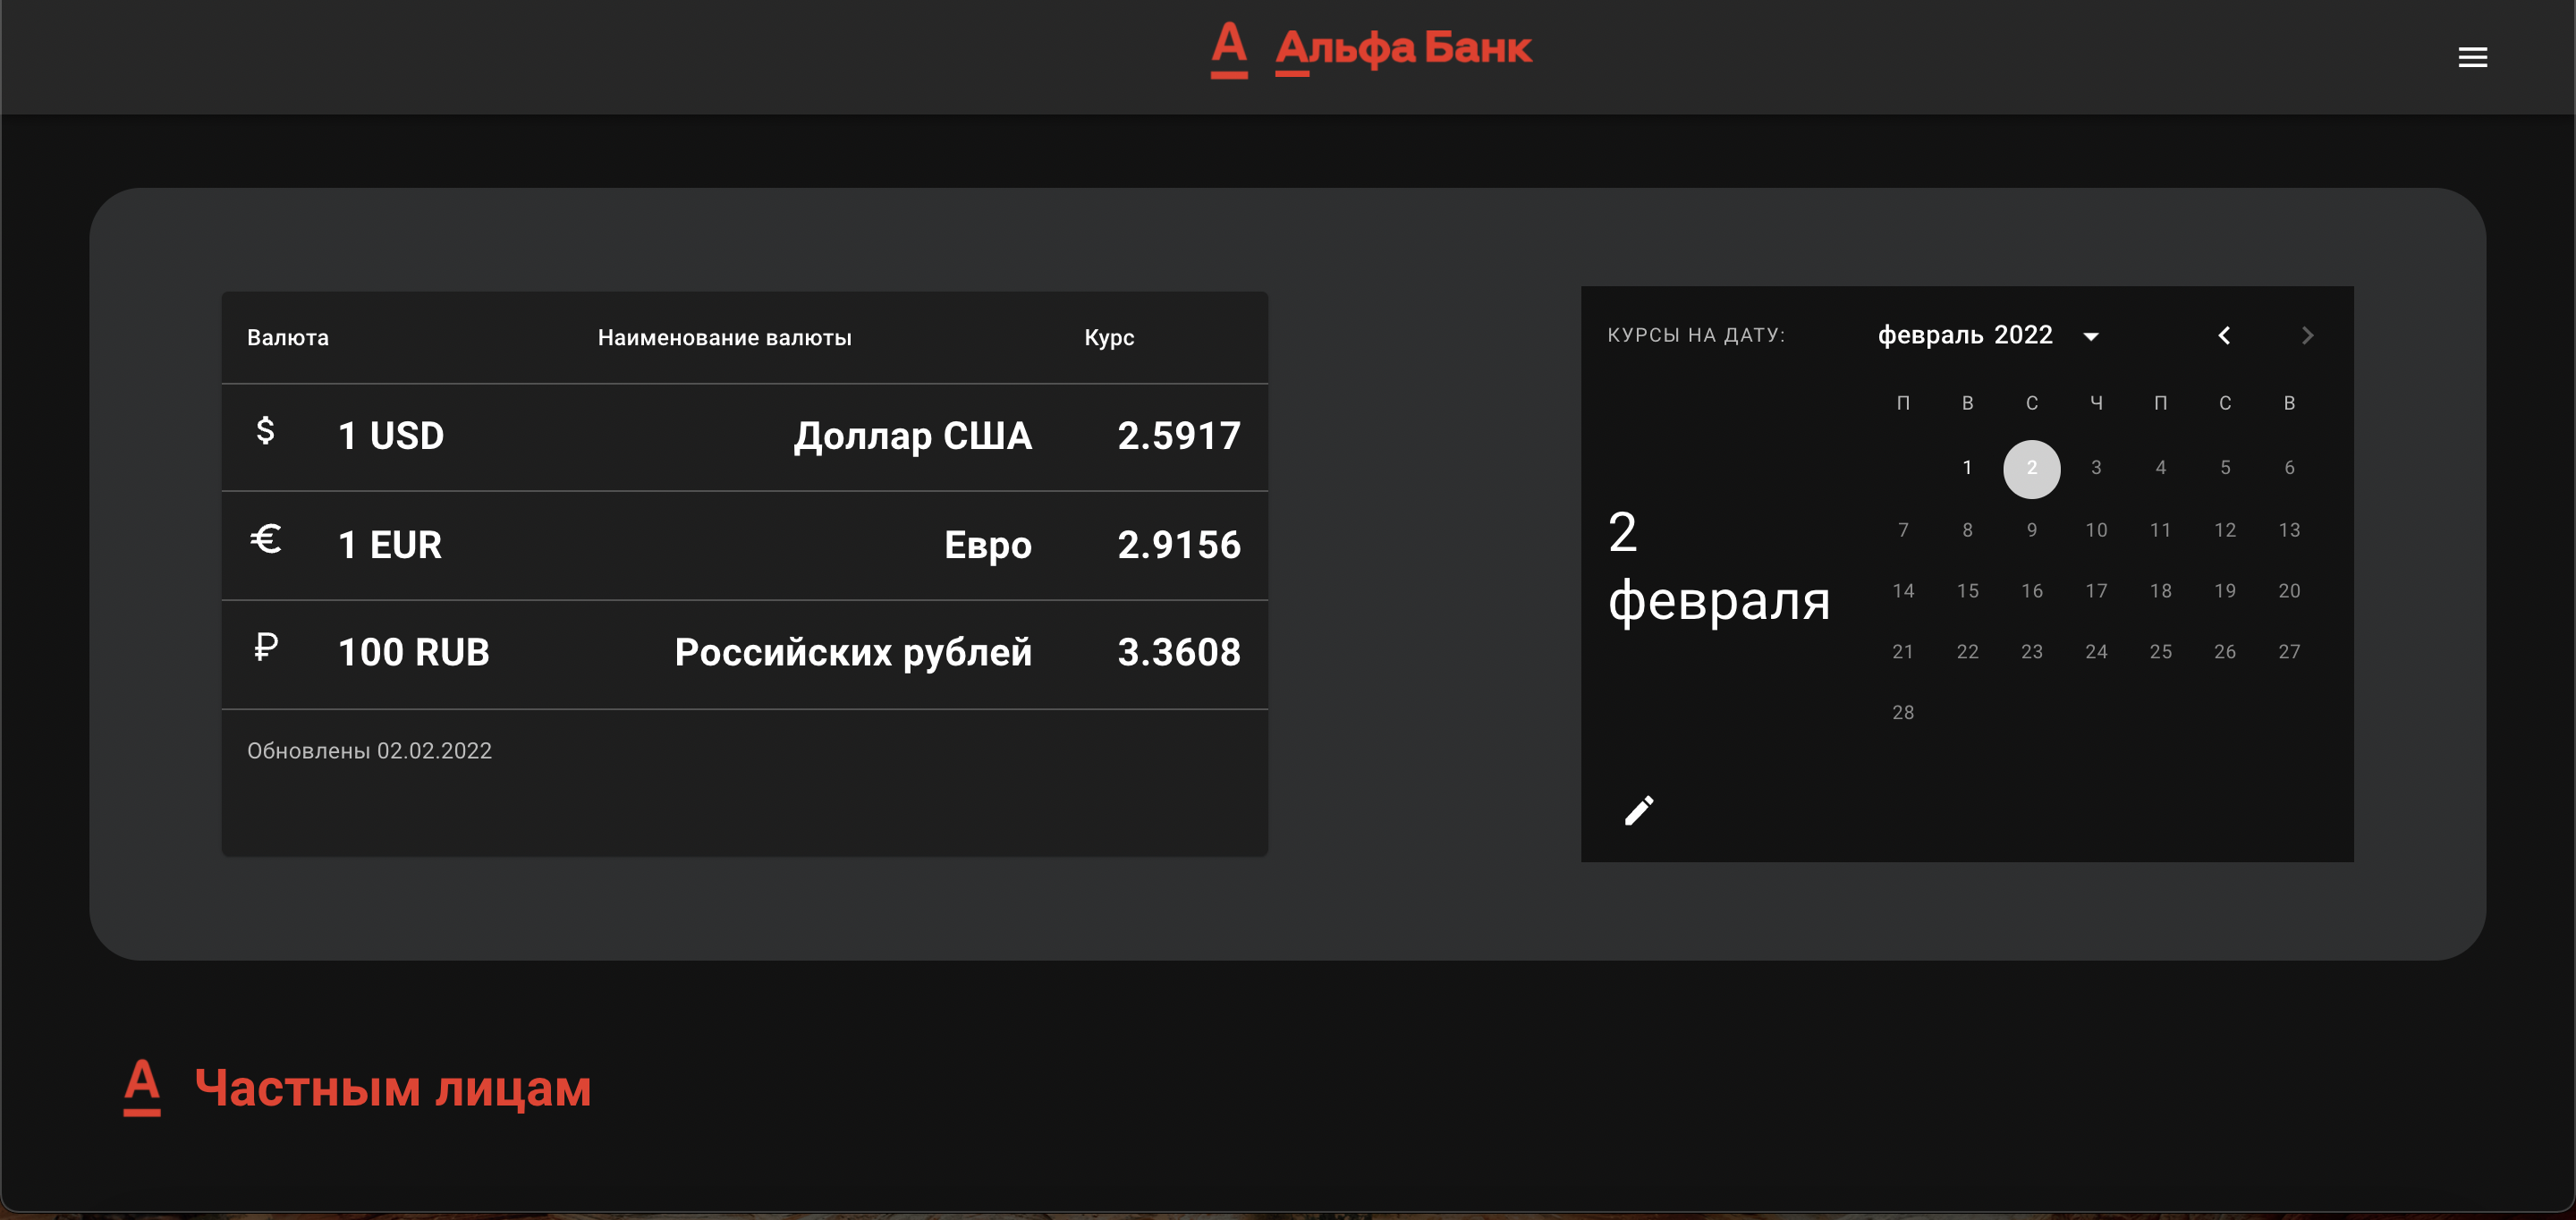 А Альфа Банк
Валюта Наименование валюты Курс
$ 1 USD Доллар США 2.5917
€ 1 EUR Евро 2.9156
₽ 100 RUB Российских рублей 3.3608
Обновлены 02.02.2022
КУРСЫ НА ДАТУ:
2
февраля
февраль 2022
П В С Ч П С В
1 2 3 4 5 6
7 8 9 10 11 12 13
14 15 16 17 18 19 20
21 22 23 24 25 26 27
28
А Частным лицам